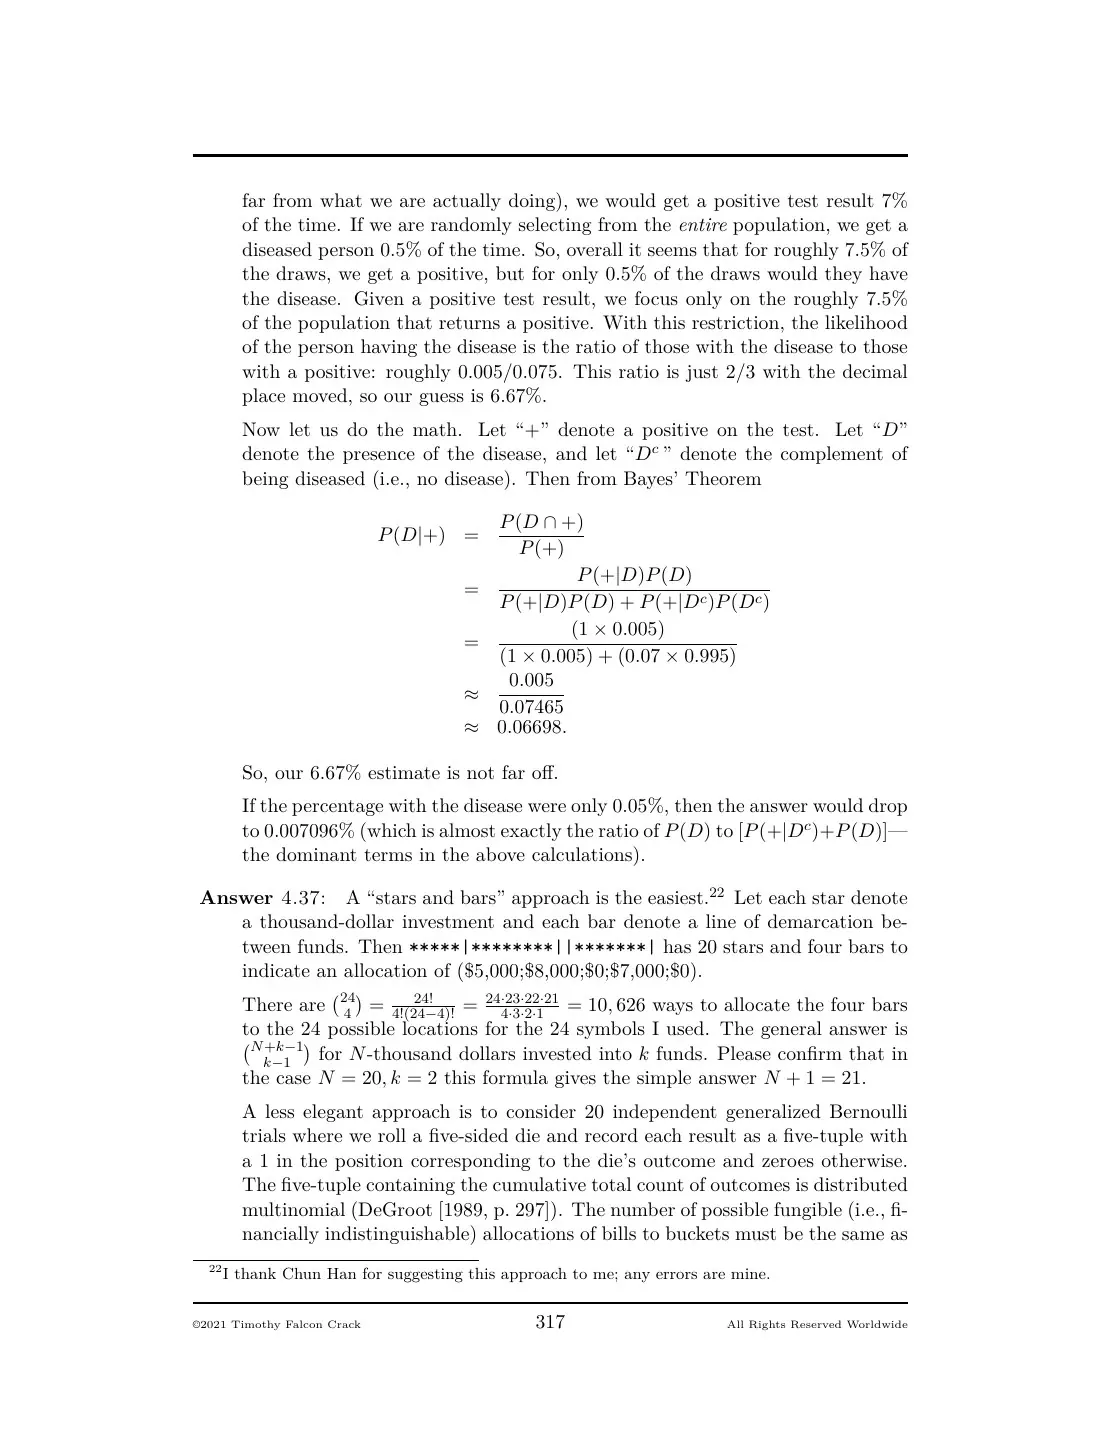 far from what we are actually doing), we would get a positive test result 7%
of the time. If we are randomly selecting from the entire population, we get a
diseased person 0.5% of the time. So, overall it seems that for roughly 7.5% of
the draws, we get a positive, but for only 0.5% of the draws would they have
the disease. Given a positive test result, we focus only on the roughly 7.5%
of the population that returns a positive. With this restriction, the likelihood
of the person having the disease is the ratio of those with the disease to those
with a positive: roughly 0.005/0.075. This ratio is just 2/3 with the decimal
place moved, so our guess is 6.67%.
Now let us do the math. Let “+” denote a positive on the test. Let “D”
denote the presence of the disease, and let “Dᶜ ” denote the complement of
being diseased (i.e., no disease). Then from Bayes’ Theorem
P(D|+) = P(D ∩ +) / P(+)
= P(+|D)P(D) / P(+|D)P(D) + P(+|Dᶜ)P(Dᶜ)
= (1 × 0.005) / (1 × 0.005) + (0.07 × 0.995)
≈ 0.005 / 0.07465
≈ 0.06698.
So, our 6.67% estimate is not far off.
If the percentage with the disease were only 0.05%, then the answer would drop
to 0.007096% (which is almost exactly the ratio of P(D) to [P(+|Dᶜ)+P(D)]—
the dominant terms in the above calculations).
Answer 4.37: A “stars and bars” approach is the easiest.²² Let each star denote
a thousand-dollar investment and each bar denote a line of demarcation be-
tween funds. Then *****|********||*******| has 20 stars and four bars to
indicate an allocation of ($5,000;$8,000;$0;$7,000;$0).
There are (24 4) = 24! / 4!(24−4)! = 24·23·22·21 / 4·3·2·1 = 10,626 ways to allocate the four bars
to the 24 possible locations for the 24 symbols I used. The general answer is
(N+k−1 k−1) for N-thousand dollars invested into k funds. Please confirm that in
the case N = 20, k = 2 this formula gives the simple answer N + 1 = 21.
A less elegant approach is to consider 20 independent generalized Bernoulli
trials where we roll a five-sided die and record each result as a five-tuple with
a 1 in the position corresponding to the die’s outcome and zeroes otherwise.
The five-tuple containing the cumulative total count of outcomes is distributed
multinomial (DeGroot [1989, p. 297]). The number of possible fungible (i.e., fi-
nancially indistinguishable) allocations of bills to buckets must be the same as
²²I thank Chun Han for suggesting this approach to me; any errors are mine.
©2021 Timothy Falcon Crack 317 All Rights Reserved Worldwide